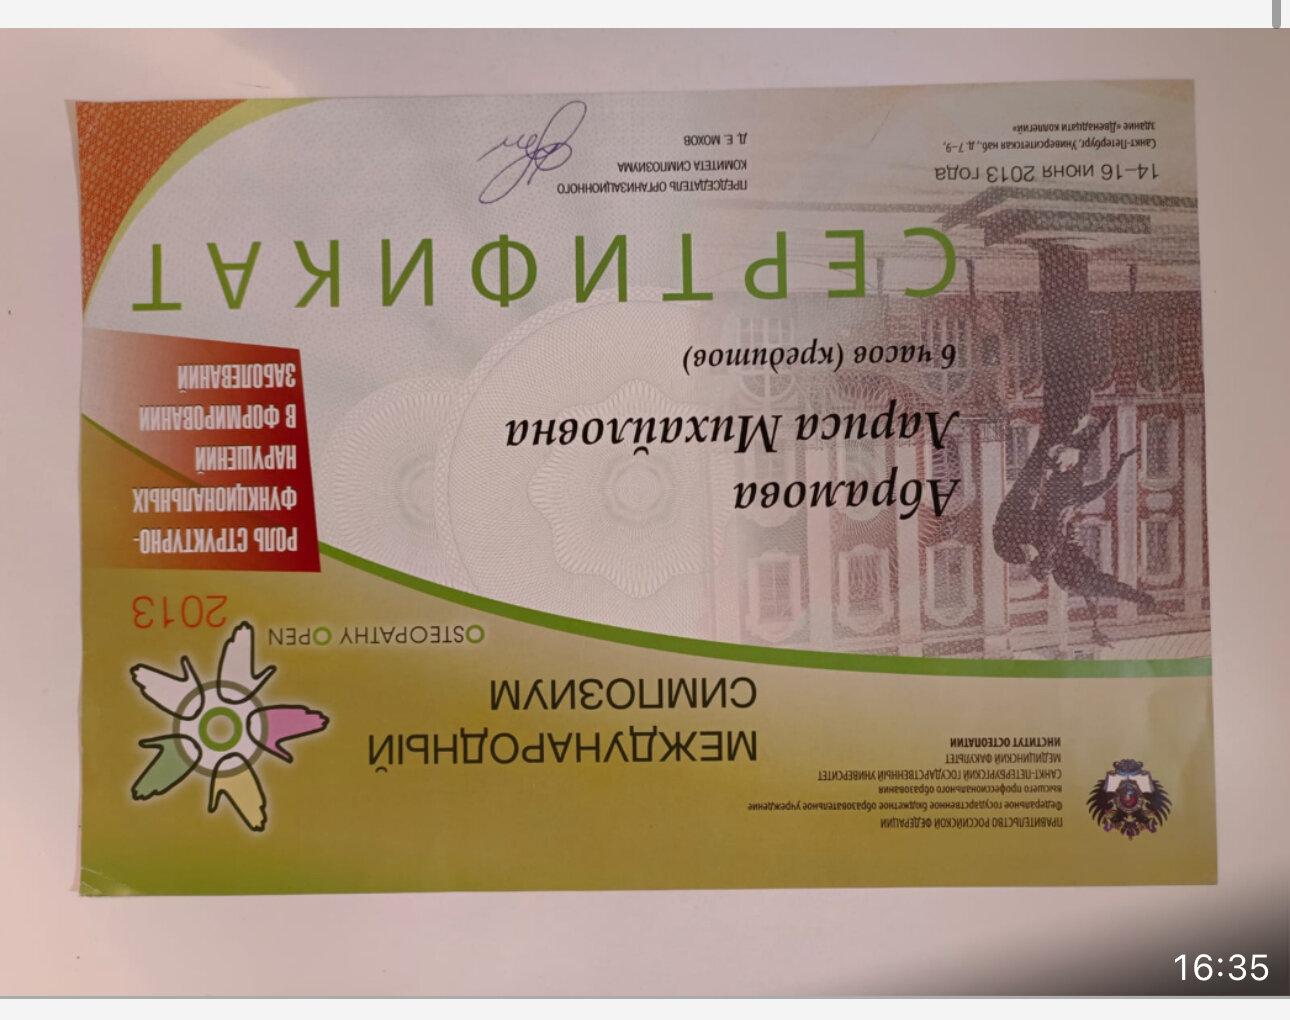 ПРАВИТЕЛЬСТВО РОССИЙСКОЙ ФЕДЕРАЦИИ
Федеральное государственное бюджетное образовательное учреждение
высшего профессионального образования
САНКТ-ПЕТЕРБУРГСКИЙ ГОСУДАРСТВЕННЫЙ УНИВЕРСИТЕТ
МЕДИЦИНСКИЙ ФАКУЛЬТЕТ
ИНСТИТУТ ОСТЕОПАТИИ
МЕЖДУНАРОДНЫЙ
СИМПОЗИУМ
OSTEOPATHY OPEN
2013
РОЛЬ СТРУКТУРНО-
ФУНКЦИОНАЛЬНЫХ
НАРУШЕНИЙ
В ФОРМИРОВАНИИ
ЗАБОЛЕВАНИЙ
Абрамова
Лариса Михайловна
6 часов (кредитов)
СЕРТИФИКАТ
14–16 ИЮНЯ 2013 года
Санкт-Петербург, Университетская наб., д. 7–9,
здание «Двенадцати коллегий»
ПРЕДСЕДАТЕЛЬ ОРГАНИЗАЦИОННОГО
КОМИТЕТА СИМПОЗИУМА
Д. Е. МОХОВ
16:35